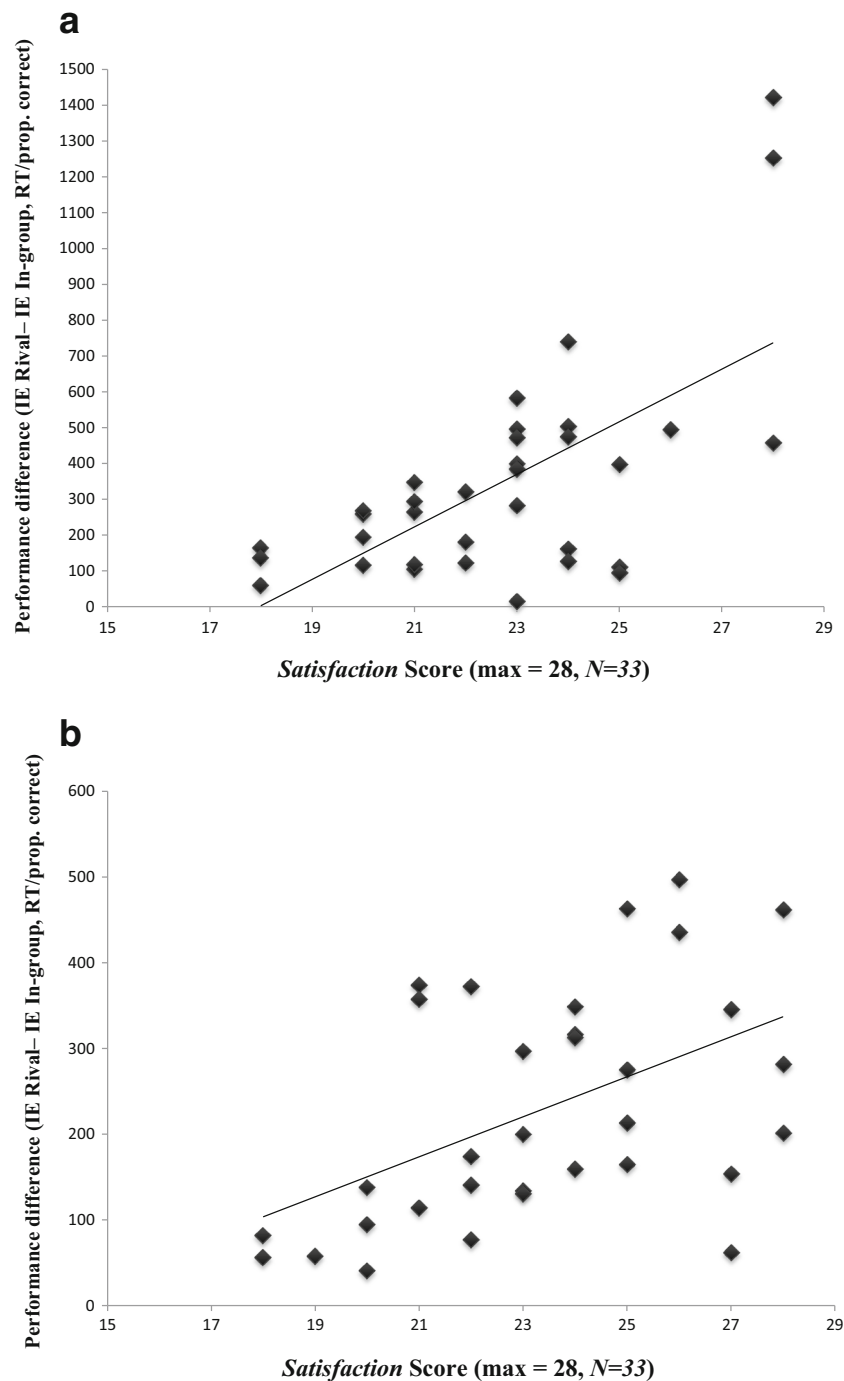 a
Performance difference (IE Rival– IE In-group, RT/prop. correct)
1500
1400
1300
1200
1100
1000
900
800
700
600
500
400
300
200
100
0
15 17 19 21 23 25 27 29
Satisfaction Score (max = 28, N=33)
b
Performance difference (IE Rival– IE In-group, RT/prop. correct)
600
500
400
300
200
100
0
15 17 19 21 23 25 27 29
Satisfaction Score (max = 28, N=33)